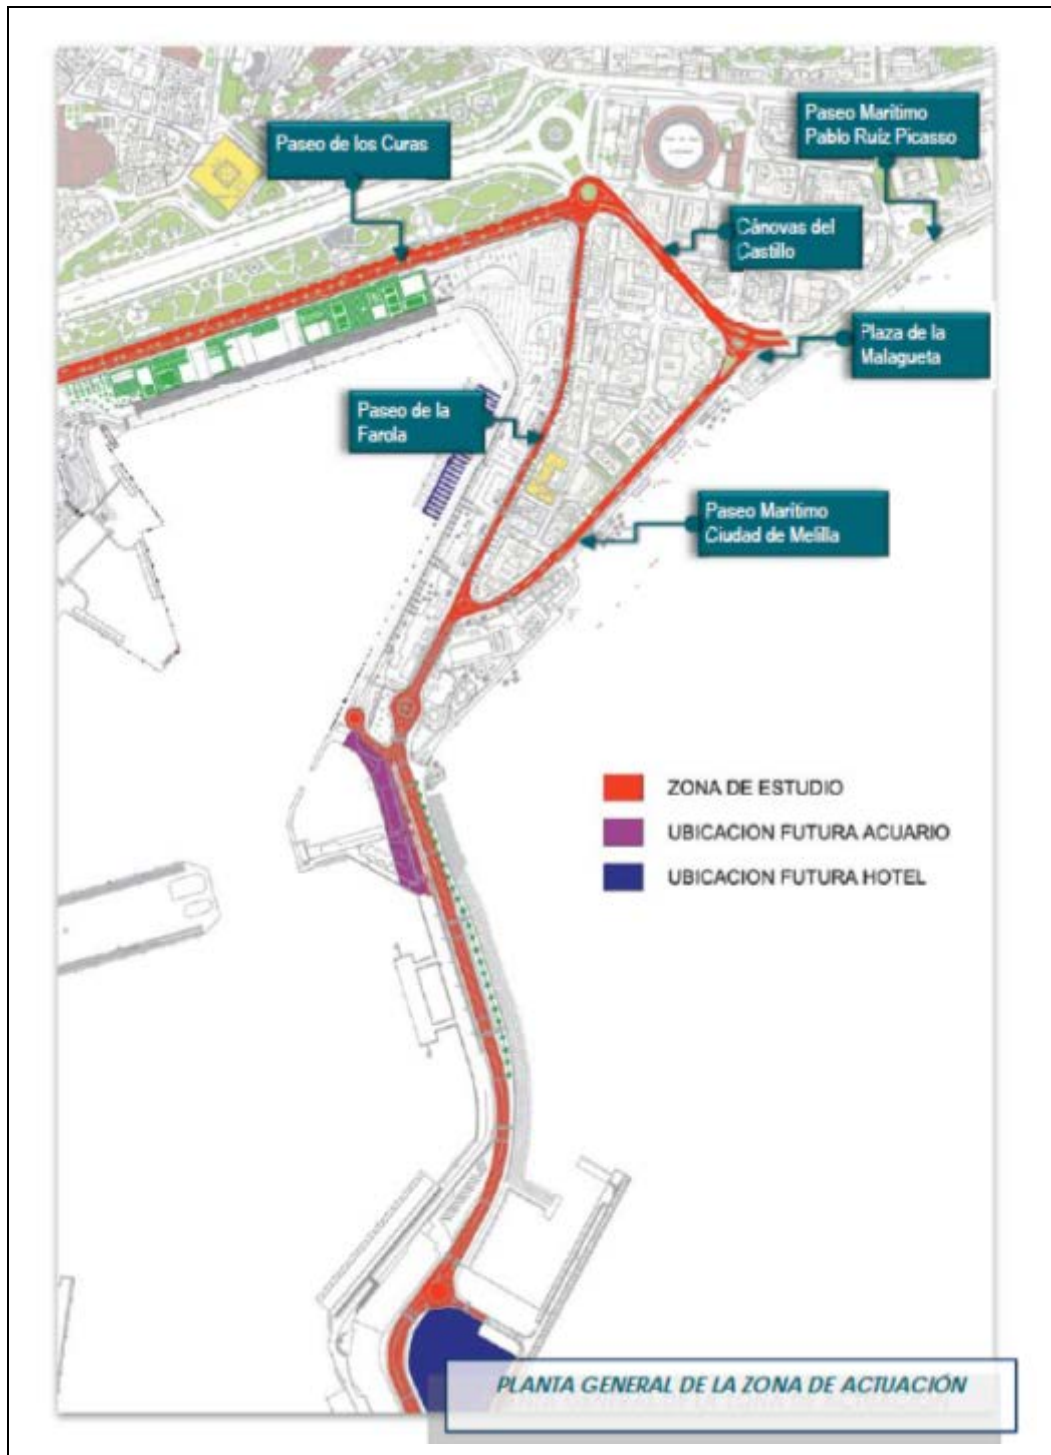 Paseo de los Curas
Paseo Marítimo
Pablo Ruíz Picasso
Cánovas del
Castillo
Plaza de la
Malagueta
Paseo de la
Farola
Paseo Marítimo
Ciudad de Melilla
ZONA DE ESTUDIO
UBICACION FUTURA ACUARIO
UBICACION FUTURA HOTEL
PLANTA GENERAL DE LA ZONA DE ACTUACIÓN